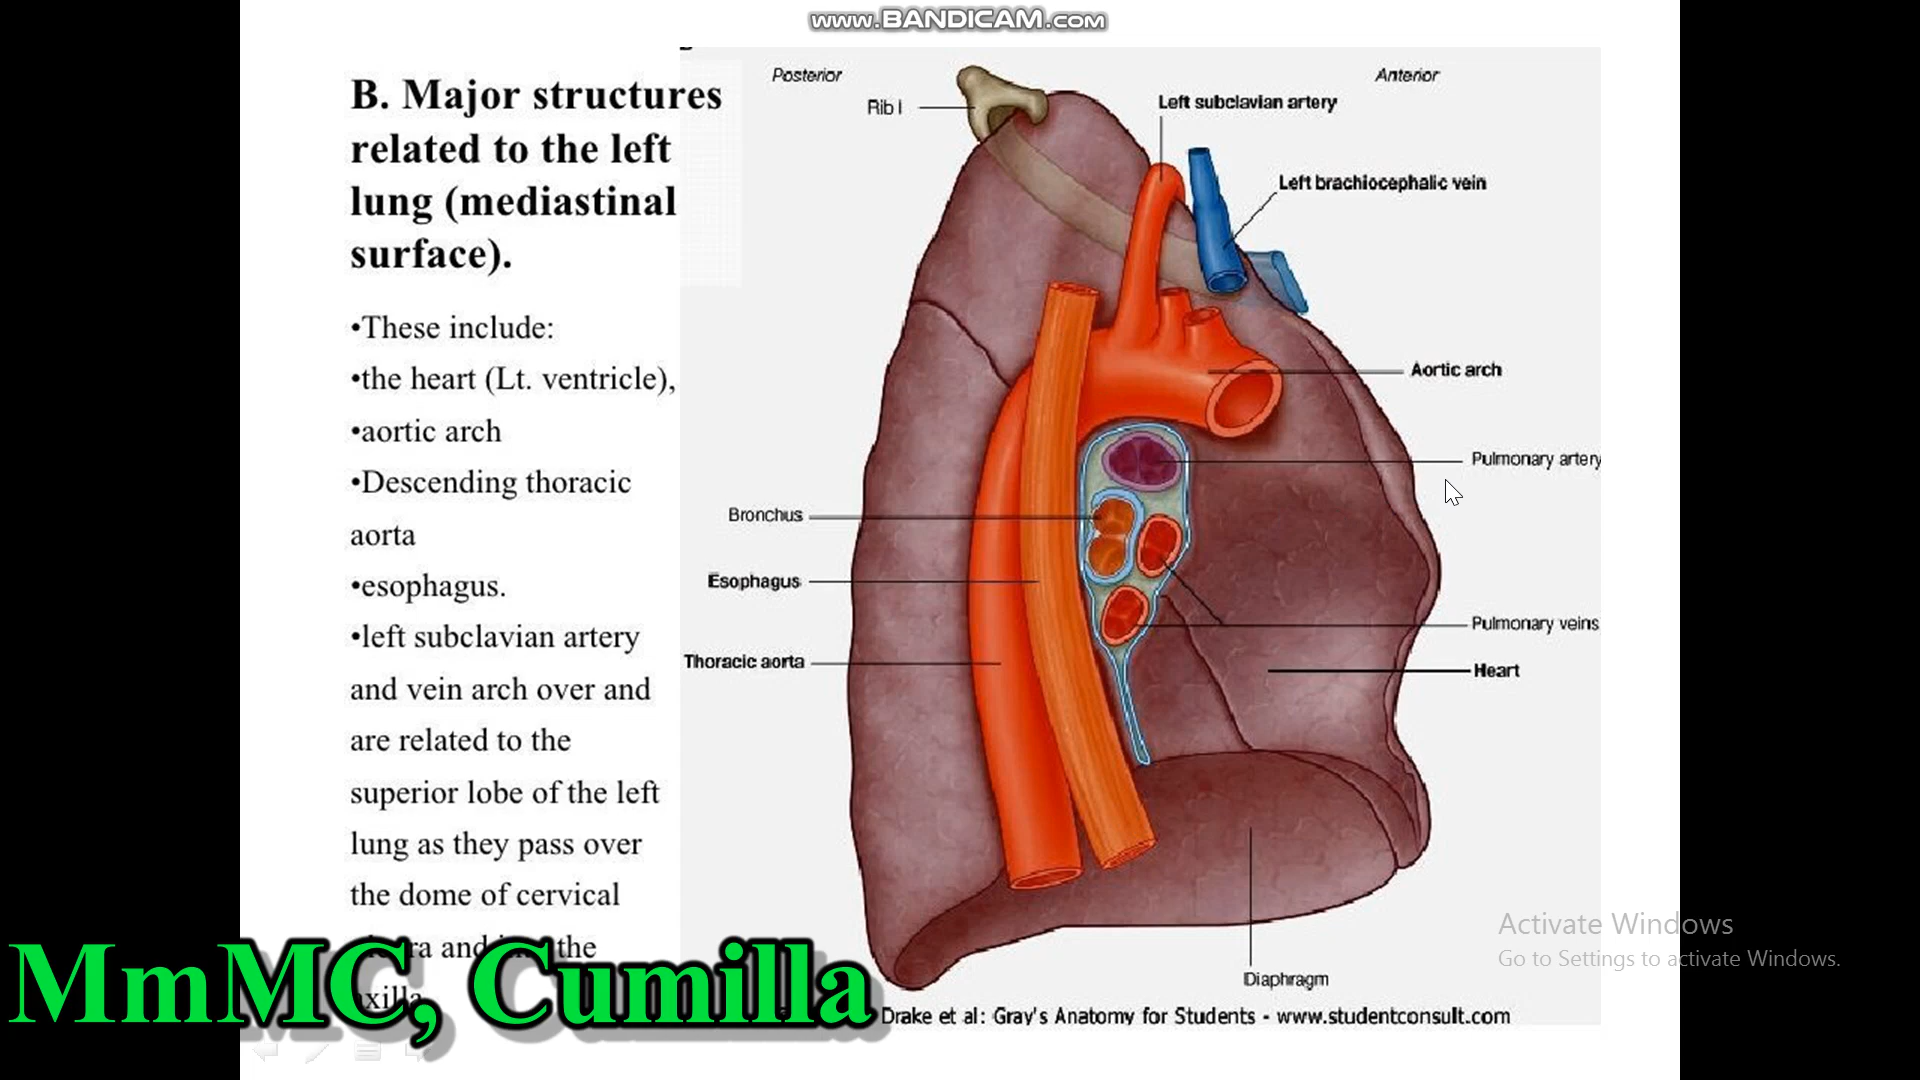 www.BANDICAM.com
B. Major structures
related to the left
lung (mediastinal
surface).
•These include:
•the heart (Lt. ventricle),
•aortic arch
•Descending thoracic
aorta
•esophagus.
•left subclavian artery
and vein arch over and
are related to the
superior lobe of the left
lung as they pass over
the dome of cervical
and the
Posterior
Anterior
Rib I
Left subclavian artery
Left brachiocephalic vein
Aortic arch
Pulmonary artery
Bronchus
Esophagus
Pulmonary veins
Thoracic aorta
Heart
Diaphragm
Drake et al: Gray's Anatomy for Students - www.studentconsult.com
Activate Windows
Go to Settings to activate Windows.
MmMC, Cumilla